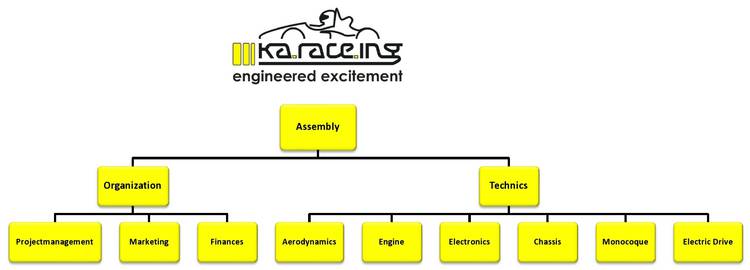 ka.race.ing
engineered excitement
Assembly
Organization
Technics
Projectmanagement
Marketing
Finances
Aerodynamics
Engine
Electronics
Chassis
Monocoque
Electric Drive